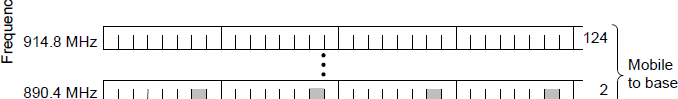 Frequenc
914.8 MHz 124
Mobile
to base
890.4 MHz 2